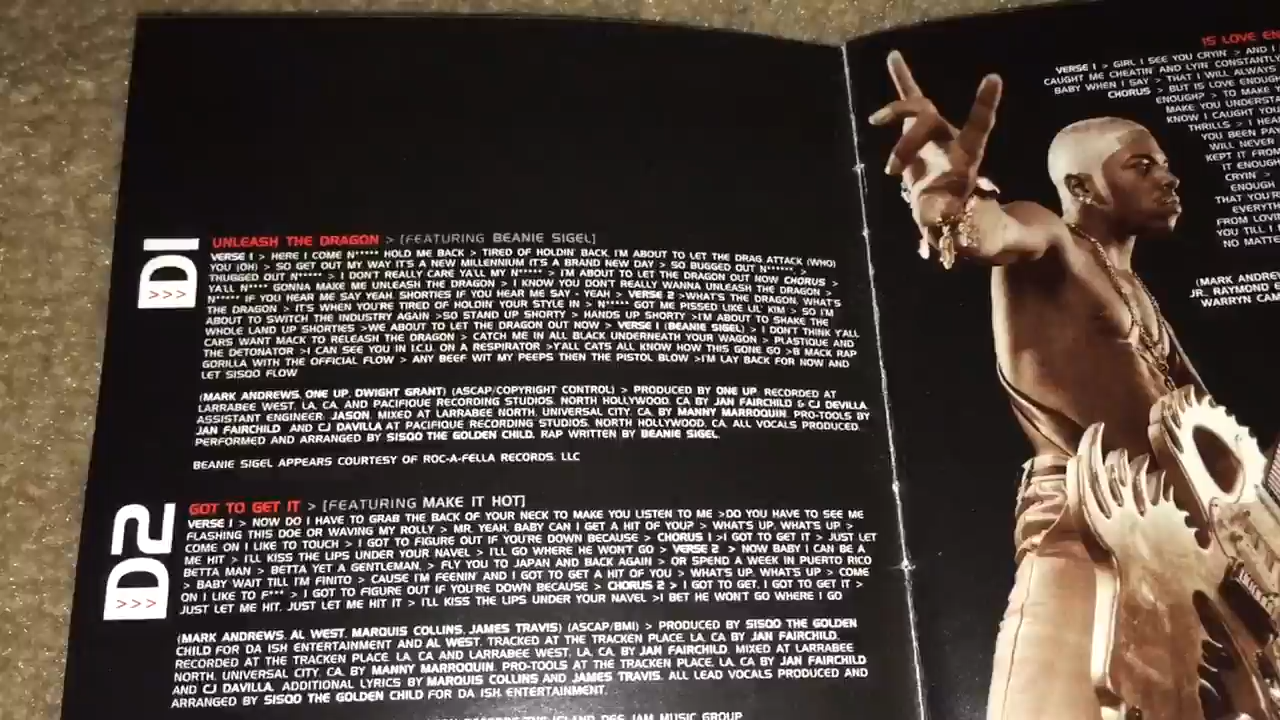 D1
>>>
UNLEASH THE DRAGON > [FEATURING BEANIE SIGEL]
VERSE 1 > HERE I COME N***** HOLD ME BACK > TIRED OF HOLDIN' BACK, I'M ABOUT TO LET THE DRAG ATTACK (WHO)
YOU (OH) > SO GET OUT MY WAY IT'S A NEW MILLENNIUM IT'S A BRAND NEW DAY > SO BUGGED OUT N***** >
THUGGED OUT N***** > I DON'T REALLY CARE YA'LL MY N***** > I'M ABOUT TO LET THE DRAGON OUT NOW CHORUS >
YA'LL N**** GONNA MAKE ME UNLEASH THE DRAGON > I KNOW YOU DON'T REALLY WANNA UNLEASH THE DRAGON >
N***** IF YOU HEAR ME SAY YEAH, SHORTIES IF YOU HEAR ME SAY - YEAH > VERSE 2 >WHAT'S THE DRAGON, WHAT'S
THE DRAGON > IT'S WHEN YOU'RE TIRED OF HOLDIN YOUR STYLE IN > N***** GOT ME PISSED LIKE LIL' KIM > SO I'M
ABOUT TO SWITCH THE INDUSTRY AGAIN >SO STAND UP SHORTY > HANDS UP SHORTY >I'M ABOUT TO SHAKE THE
WHOLE LAND UP SHORTIES >WE ABOUT TO LET THE DRAGON OUT NOW > VERSE 1 (BEANIE SIGEL) > I DON'T THINK Y'ALL
CARS WANT MACK TO RELEASH THE DRAGON > CATCH ME IN ALL BLACK UNDERNEATH YOUR WAGON > PLASTIQUE AND
THE DETONATOR >I CAN SEE YOU IN I.C.U. ON A RESPIRATOR >Y'ALL CATS ALL KNOW HOW THIS GONE GO >B MACK RAP
GORILLA WITH THE OFFICIAL FLOW > ANY BEEF WIT MY PEEPS THEN THE PISTOL BLOW >I'M LAY BACK FOR NOW AND
LET SISQO FLOW
(MARK ANDREWS, ONE UP, DWIGHT GRANT) (ASCAP/COPYRIGHT CONTROL) > PRODUCED BY ONE UP. RECORDED AT
LARRABEE WEST, LA, CA, AND PACIFIQUE RECORDING STUDIOS, NORTH HOLLYWOOD, CA BY JAN FAIRCHILD & CJ DEVILLA.
ASSISTANT ENGINEER, JASON. MIXED AT LARRABEE NORTH, UNIVERSAL CITY, CA, BY MANNY MARROQUIN. PRO-TOOLS BY
JAN FAIRCHILD AND CJ DAVILLA AT PACIFIQUE RECORDING STUDIOS, NORTH HOLLYWOOD, CA. ALL VOCALS PRODUCED,
PERFORMED AND ARRANGED BY SISQO THE GOLDEN CHILD. RAP WRITTEN BY BEANIE SIGEL.
BEANIE SIGEL APPEARS COURTESY OF ROC-A-FELLA RECORDS, LLC
D2
>>>
GOT TO GET IT > [FEATURING MAKE IT HOT]
VERSE 1 > NOW DO I HAVE TO GRAB THE BACK OF YOUR NECK TO MAKE YOU LISTEN TO ME >DO YOU HAVE TO SEE ME
FLASHING THIS DOE OR WAVING MY ROLLY > MR. YEAH, BABY CAN I GET A HIT OF YOU? > WHAT'S UP, WHAT'S UP >
COME ON I LIKE TO TOUCH > I GOT TO FIGURE OUT IF YOU'RE DOWN BECAUSE > CHORUS 1 >I GOT TO GET IT > JUST LET
ME HIT > I'LL KISS THE LIPS UNDER YOUR NAVEL > I'LL GO WHERE HE WON'T GO > VERSE 2 > NOW BABY I CAN BE A
BETTA MAN > BETTA YET A GENTLEMAN, > FLY YOU TO JAPAN AND BACK AGAIN > OR SPEND A WEEK IN PUERTO RICO
> BABY WAIT TILL I'M FINITO > CAUSE I'M FEENIN' AND I GOT TO GET A HIT OF YOU > WHAT'S UP, WHAT'S UP > COME
ON I LIKE TO F*** > I GOT TO FIGURE OUT IF YOU'RE DOWN BECAUSE > CHORUS 2 > I GOT TO GET, I GOT TO GET IT >
JUST LET ME HIT, JUST LET ME HIT IT > I'LL KISS THE LIPS UNDER YOUR NAVEL >I BET HE WON'T GO WHERE I GO
(MARK ANDREWS, AL WEST, MARQUIS COLLINS, JAMES TRAVIS) (ASCAP/BMI) > PRODUCED BY SISQO THE GOLDEN
CHILD FOR DA ISH ENTERTAINMENT AND AL WEST. TRACKED AT THE TRACKEN PLACE, LA, CA BY JAN FAIRCHILD.
RECORDED AT THE TRACKEN PLACE, LA, CA AND LARRABEE WEST, LA, CA, BY JAN FAIRCHILD. MIXED AT LARRABEE
NORTH, UNIVERSAL CITY, CA, BY MANNY MARROQUIN. PRO-TOOLS AT THE TRACKEN PLACE, LA, CA BY JAN FAIRCHILD
AND CJ DAVILLA. ADDITIONAL LYRICS BY MARQUIS COLLINS AND JAMES TRAVIS. ALL LEAD VOCALS PRODUCED AND
ARRANGED BY SISQO THE GOLDEN CHILD FOR DA ISH ENTERTAINMENT.
THE ISLAND DEF JAM MUSIC GROUP
IS LOVE
VERSE 1 > GIRL I SEE YOU CRYIN' > AND I
CAUGHT ME CHEATIN' AND LYIN' CONSTANTLY
BABY WHEN I SAY > THAT I WILL ALWAYS
CHORUS > BUT IS LOVE ENOUGH
ENOUGH? > TO MAKE
MAKE YOU
KNOW I CAUGHT YOU
THRILLS > I
YOU BEEN
WILL NEVER
KEPT IT FROM
IT ENOUGH
CRYIN' >
ENOUGH
THAT YOU'R
EVERYTH
FROM
YOU TILL I
NO MATTE
(MARK ANDRE
JR., RAYMOND
WARRYN